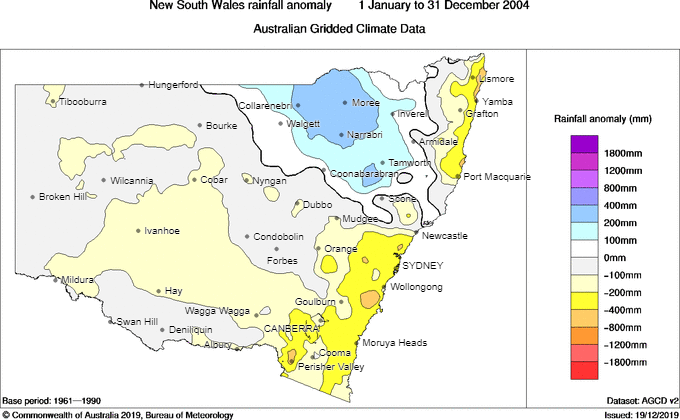 New South Wales rainfall anomaly 1 January to 31 December 2004
Australian Gridded Climate Data
Hungerford
Lismore
Tibooburra
Collarenebri
Moree
Yamba
Inverell
Grafton
Rainfall anomaly (mm)
Bourke
Walgett
Narrabri
Armidale
1800mm
Tamworth
1200mm
Wilcannia
Cobar
Nyngan
Coonabarabran
Port Macquarie
800mm
Broken Hill
Scone
400mm
Dubbo
200mm
Mudgee
Ivanhoe
Condobolin
Newcastle
100mm
Forbes
Orange
0mm
SYDNEY
-100mm
Mildura
Hay
Wollongong
-200mm
Goulburn
Wagga Wagga
-400mm
Swan Hill
Deniliquin
CANBERRA
-800mm
Albury
Moruya Heads
-1200mm
Cooma
Perisher Valley
-1800mm
Base period: 1961—1990
Dataset: AGCD v2
© Commonwealth of Australia 2019, Bureau of Meteorology
Issued: 19/12/2019